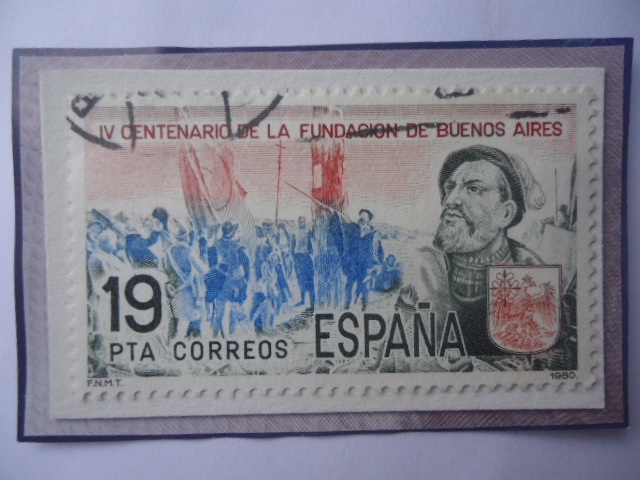 IV CENTENARIO DE LA FUNDACION DE BUENOS AIRES
19
PTA CORREOS ESPAÑA
F.N.M.T. 1980.